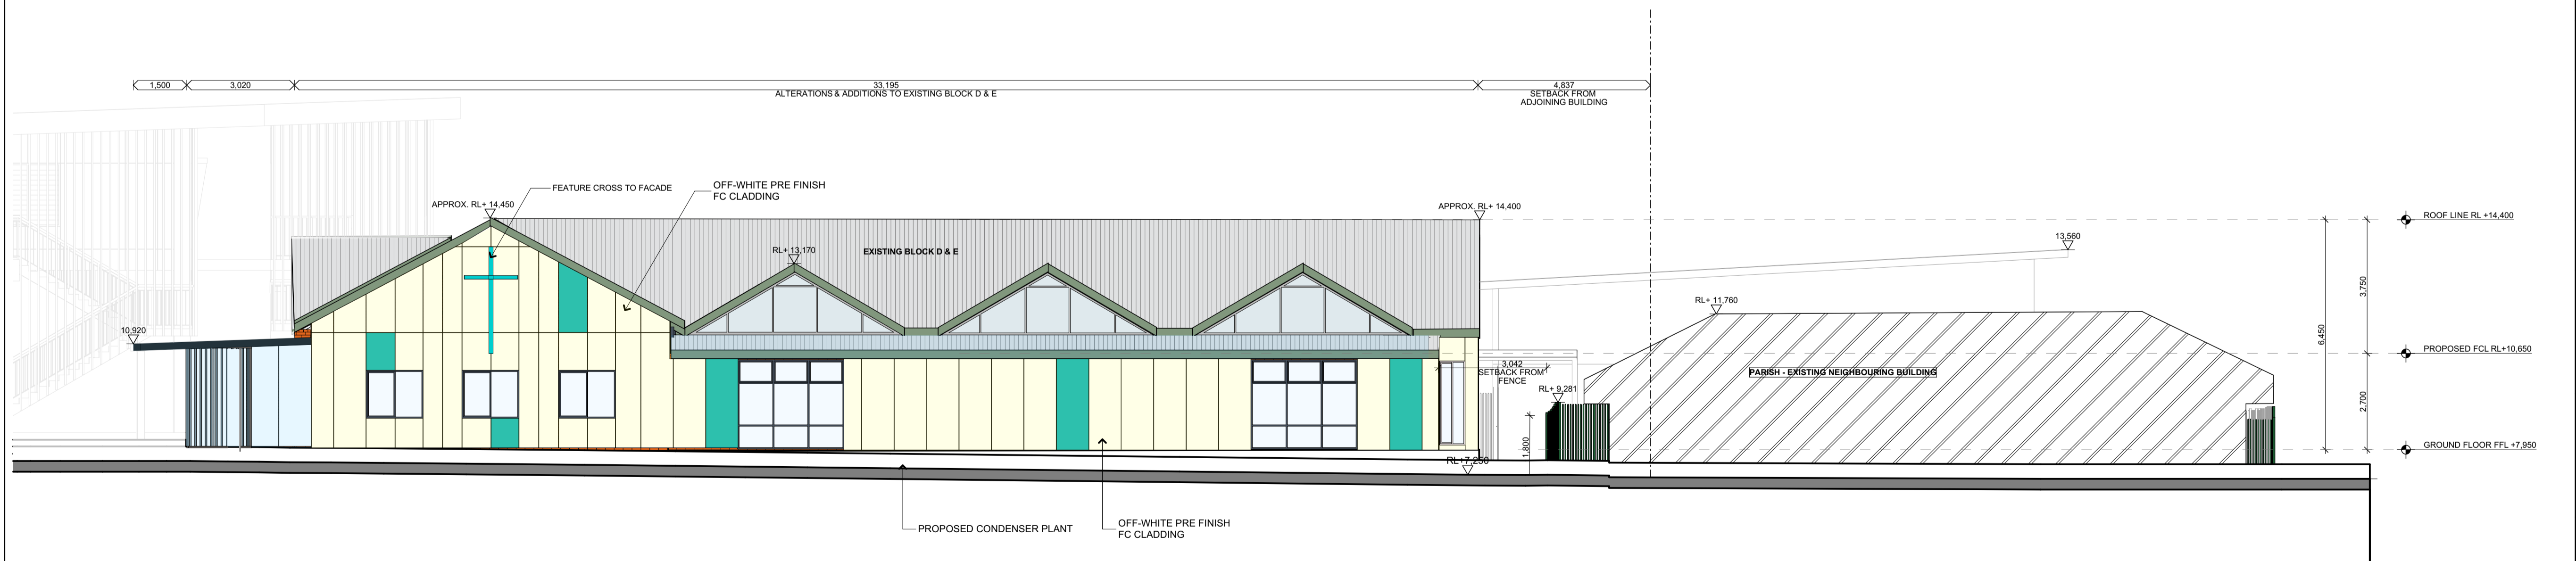 1,500
3,020
33,195
4,837
ALTERATIONS & ADDITIONS TO EXISTING BLOCK D & E
SETBACK FROM
ADJOINING BUILDING
FEATURE CROSS TO FACADE
OFF-WHITE PRE FINISH
FC CLADDING
APPROX. RL+ 14,450
APPROX. RL+ 14,400
ROOF LINE RL +14,400
RL+ 13,170
EXISTING BLOCK D & E
13,560
RL+ 11,760
10,920
6,450
3,750
PROPOSED FCL RL+10,650
3,042
SETBACK FROM
FENCE
PARISH - EXISTING NEIGHBOURING BUILDING
RL+ 9,281
2,700
1,800
GROUND FLOOR FFL +7,950
RL+7,250
PROPOSED CONDENSER PLANT
OFF-WHITE PRE FINISH
FC CLADDING